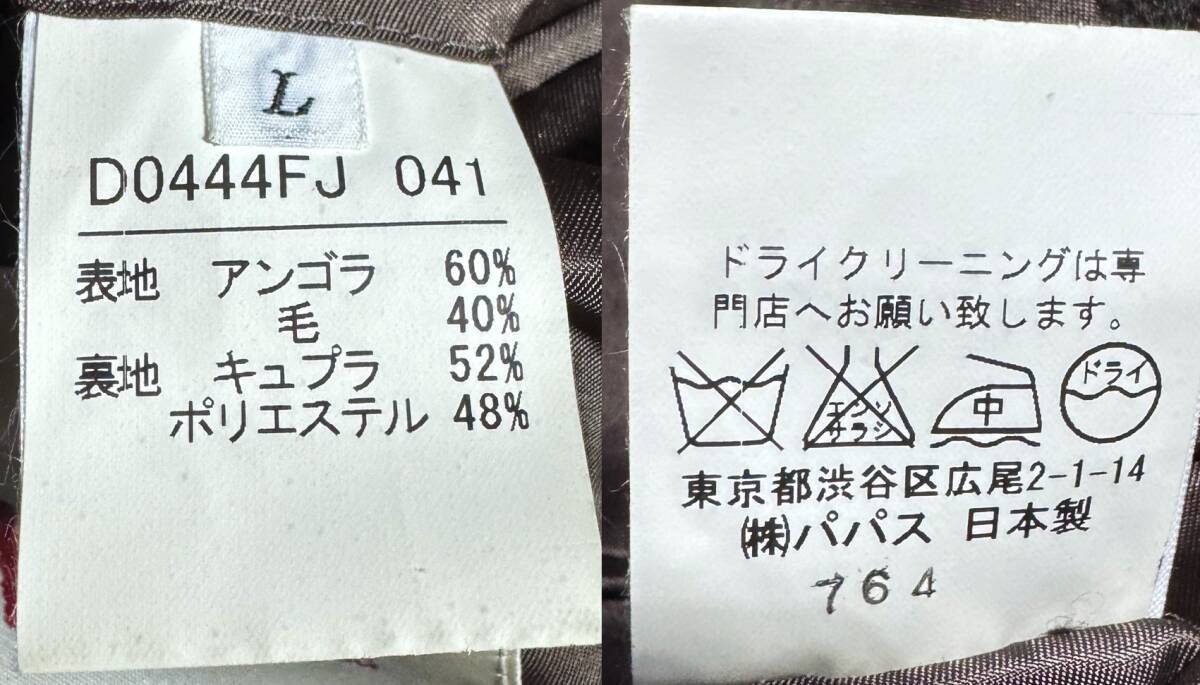 L
D0444FJ 041
表地 アンゴラ 60%
毛 40%
裏地 キュプラ 52%
ポリエステル 48%
ドライクリーニングは専
門店へお願い致します。
エンソ
サラシ
中
ドライ
東京都渋谷区広尾2-1-14
㈱パパス 日本製
764